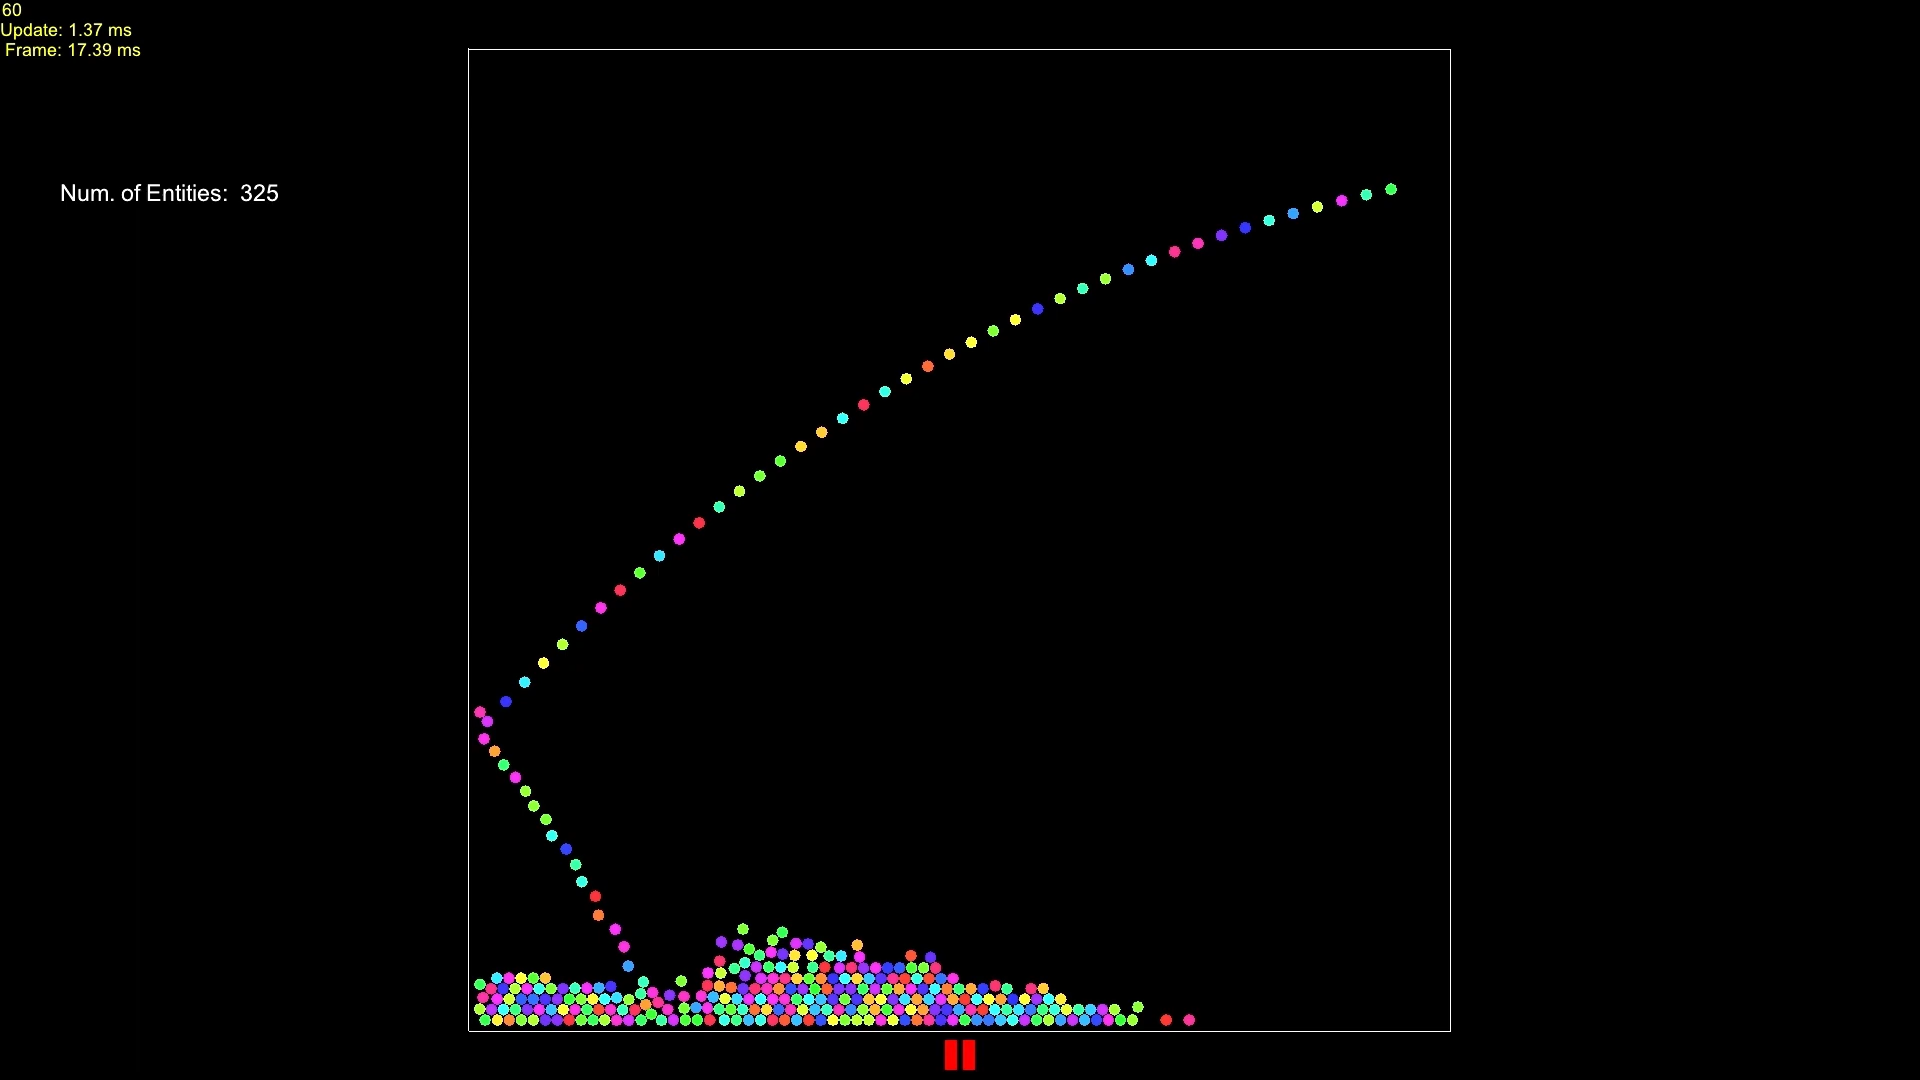 60
Update: 1.37 ms
Frame: 17.39 ms
Num. of Entities: 325